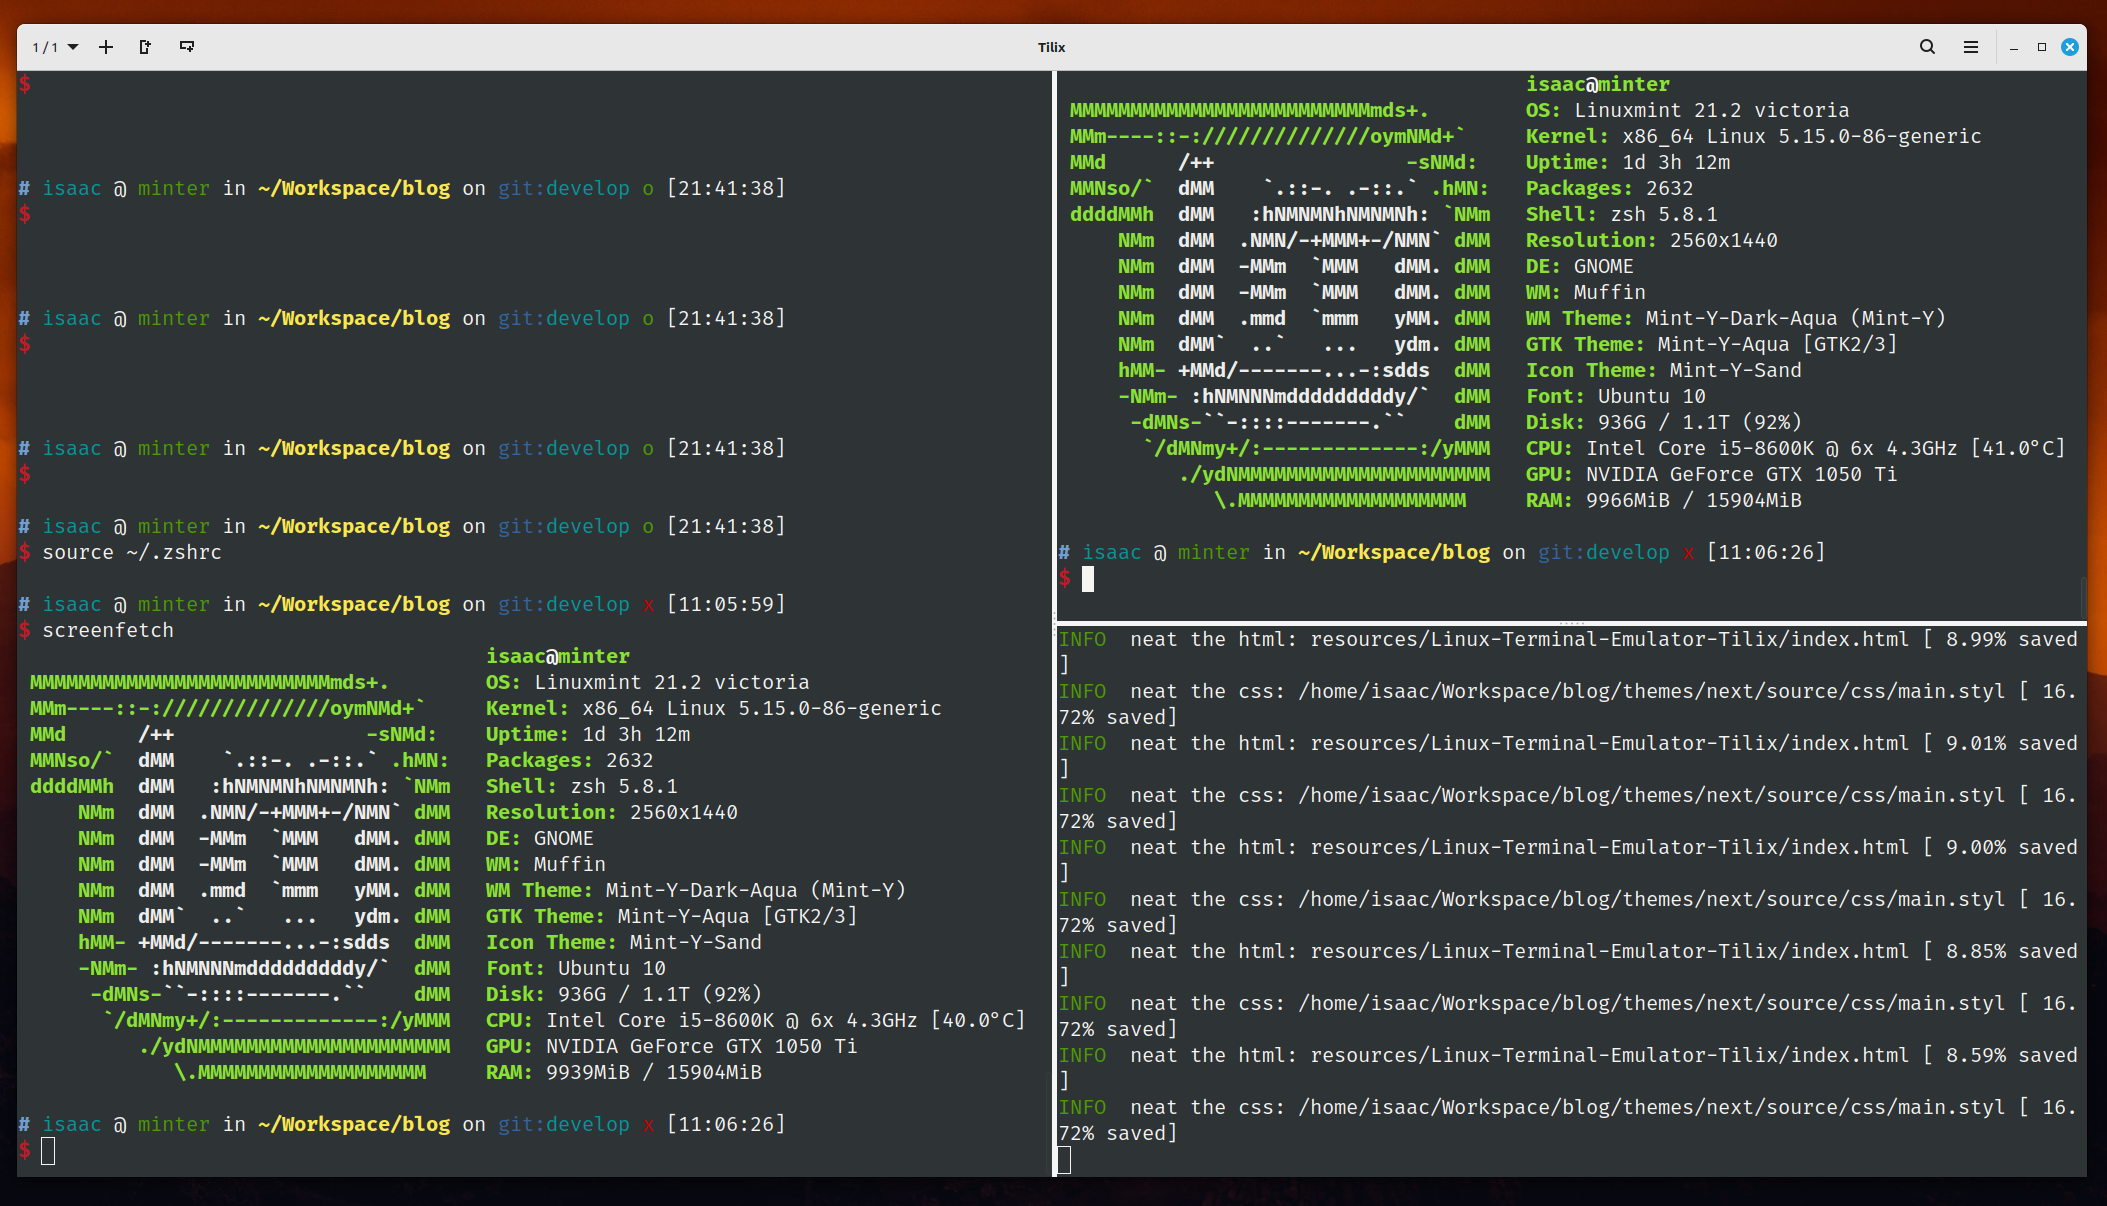 1 / 1
Tilix
$
# isaac @ minter in ~/Workspace/blog on git:develop o [21:41:38]
$
# isaac @ minter in ~/Workspace/blog on git:develop o [21:41:38]
$
# isaac @ minter in ~/Workspace/blog on git:develop o [21:41:38]
$
# isaac @ minter in ~/Workspace/blog on git:develop o [21:41:38]
$ source ~/.zshrc
# isaac @ minter in ~/Workspace/blog on git:develop x [11:05:59]
$ screenfetch
                                       isaac@minter
 MMMMMMMMMMMMMMMMMMMMMMMMMmds+.        OS: Linuxmint 21.2 victoria
 MMm----::-://////////////oymNMd+`     Kernel: x86_64 Linux 5.15.0-86-generic
 MMd      /++                -sNMd:    Uptime: 1d 3h 12m
 MMNso/`  dMM    `.::-. .-::.` .hMN:   Packages: 2632
 ddddMMh  dMM   :hNMNMNhNMNMNh: `NMm   Shell: zsh 5.8.1
     NMm  dMM  .NMN/-+MMM+-/NMN` dMM   Resolution: 2560x1440
     NMm  dMM  -MMm  `MMM   dMM. dMM   DE: GNOME
     NMm  dMM  -MMm  `MMM   dMM. dMM   WM: Muffin
     NMm  dMM  .mmd  `mmm   yMM. dMM   WM Theme: Mint-Y-Dark-Aqua (Mint-Y)
     NMm  dMM`  ..`   ...   ydm. dMM   GTK Theme: Mint-Y-Aqua [GTK2/3]
     hMM- +MMd/-------...-:sdds  dMM   Icon Theme: Mint-Y-Sand
     -NMm- :hNMNNNmdddddddddy/`  dMM   Font: Ubuntu 10
      -dMNs-``-::::-------.``    dMM   Disk: 936G / 1.1T (92%)
       `/dMNmy+/:-------------:/yMMM   CPU: Intel Core i5-8600K @ 6x 4.3GHz [40.0°C]
          ./ydNMMMMMMMMMMMMMMMMMMMMM   GPU: NVIDIA GeForce GTX 1050 Ti
             \.MMMMMMMMMMMMMMMMMMM     RAM: 9939MiB / 15904MiB
# isaac @ minter in ~/Workspace/blog on git:develop x [11:06:26]
$
                                       isaac@minter
 MMMMMMMMMMMMMMMMMMMMMMMMMmds+.        OS: Linuxmint 21.2 victoria
 MMm----::-://////////////oymNMd+`     Kernel: x86_64 Linux 5.15.0-86-generic
 MMd      /++                -sNMd:    Uptime: 1d 3h 12m
 MMNso/`  dMM    `.::-. .-::.` .hMN:   Packages: 2632
 ddddMMh  dMM   :hNMNMNhNMNMNh: `NMm   Shell: zsh 5.8.1
     NMm  dMM  .NMN/-+MMM+-/NMN` dMM   Resolution: 2560x1440
     NMm  dMM  -MMm  `MMM   dMM. dMM   DE: GNOME
     NMm  dMM  -MMm  `MMM   dMM. dMM   WM: Muffin
     NMm  dMM  .mmd  `mmm   yMM. dMM   WM Theme: Mint-Y-Dark-Aqua (Mint-Y)
     NMm  dMM`  ..`   ...   ydm. dMM   GTK Theme: Mint-Y-Aqua [GTK2/3]
     hMM- +MMd/-------...-:sdds  dMM   Icon Theme: Mint-Y-Sand
     -NMm- :hNMNNNmdddddddddy/`  dMM   Font: Ubuntu 10
      -dMNs-``-::::-------.``    dMM   Disk: 936G / 1.1T (92%)
       `/dMNmy+/:-------------:/yMMM   CPU: Intel Core i5-8600K @ 6x 4.3GHz [41.0°C]
          ./ydNMMMMMMMMMMMMMMMMMMMMM   GPU: NVIDIA GeForce GTX 1050 Ti
             \.MMMMMMMMMMMMMMMMMMM     RAM: 9966MiB / 15904MiB
# isaac @ minter in ~/Workspace/blog on git:develop x [11:06:26]
$
INFO  neat the html: resources/Linux-Terminal-Emulator-Tilix/index.html [ 8.99% saved
]
INFO  neat the css: /home/isaac/Workspace/blog/themes/next/source/css/main.styl [ 16.
72% saved]
INFO  neat the html: resources/Linux-Terminal-Emulator-Tilix/index.html [ 9.01% saved
]
INFO  neat the css: /home/isaac/Workspace/blog/themes/next/source/css/main.styl [ 16.
72% saved]
INFO  neat the html: resources/Linux-Terminal-Emulator-Tilix/index.html [ 9.00% saved
]
INFO  neat the css: /home/isaac/Workspace/blog/themes/next/source/css/main.styl [ 16.
72% saved]
INFO  neat the html: resources/Linux-Terminal-Emulator-Tilix/index.html [ 8.85% saved
]
INFO  neat the css: /home/isaac/Workspace/blog/themes/next/source/css/main.styl [ 16.
72% saved]
INFO  neat the html: resources/Linux-Terminal-Emulator-Tilix/index.html [ 8.59% saved
]
INFO  neat the css: /home/isaac/Workspace/blog/themes/next/source/css/main.styl [ 16.
72% saved]